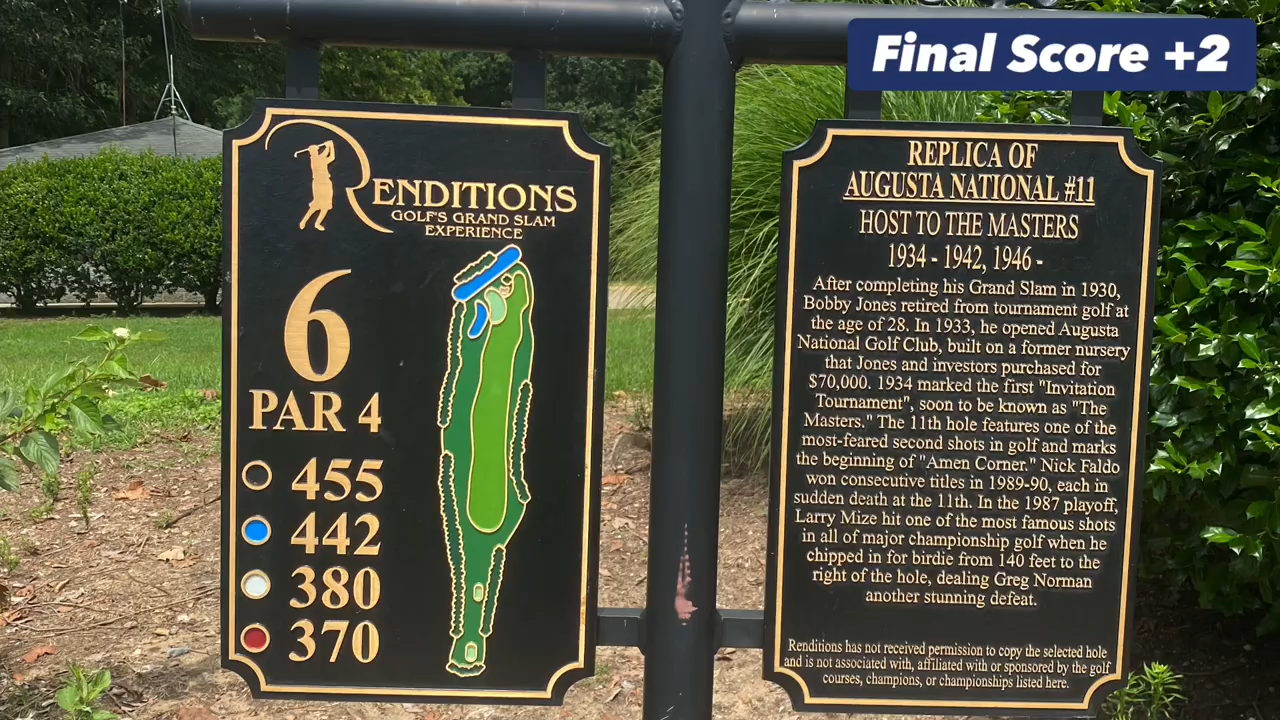 Final Score +2
RENDITIONS
GOLF'S GRAND SLAM
EXPERIENCE
6
PAR 4
455
442
380
370
REPLICA OF
AUGUSTA NATIONAL #11
HOST TO THE MASTERS
1934 - 1942, 1946 -
After completing his Grand Slam in 1930,
Bobby Jones retired from tournament golf at
the age of 28. In 1933, he opened Augusta
National Golf Club, built on a former nursery
that Jones and investors purchased for
$70,000. 1934 marked the first "Invitation
Tournament", soon to be known as "The
Masters." The 11th hole features one of the
most-feared second shots in golf and marks
the beginning of "Amen Corner." Nick Faldo
won consecutive titles in 1989-90, each in
sudden death at the 11th. In the 1987 playoff,
Larry Mize hit one of the most famous shots
in all of major championship golf when he
chipped in for birdie from 140 feet to the
right of the hole, dealing Greg Norman
another stunning defeat.
Renditions has not received permission to copy the selected hole
and is not associated with, affiliated with or sponsored by the golf
courses, champions, or championships listed here.